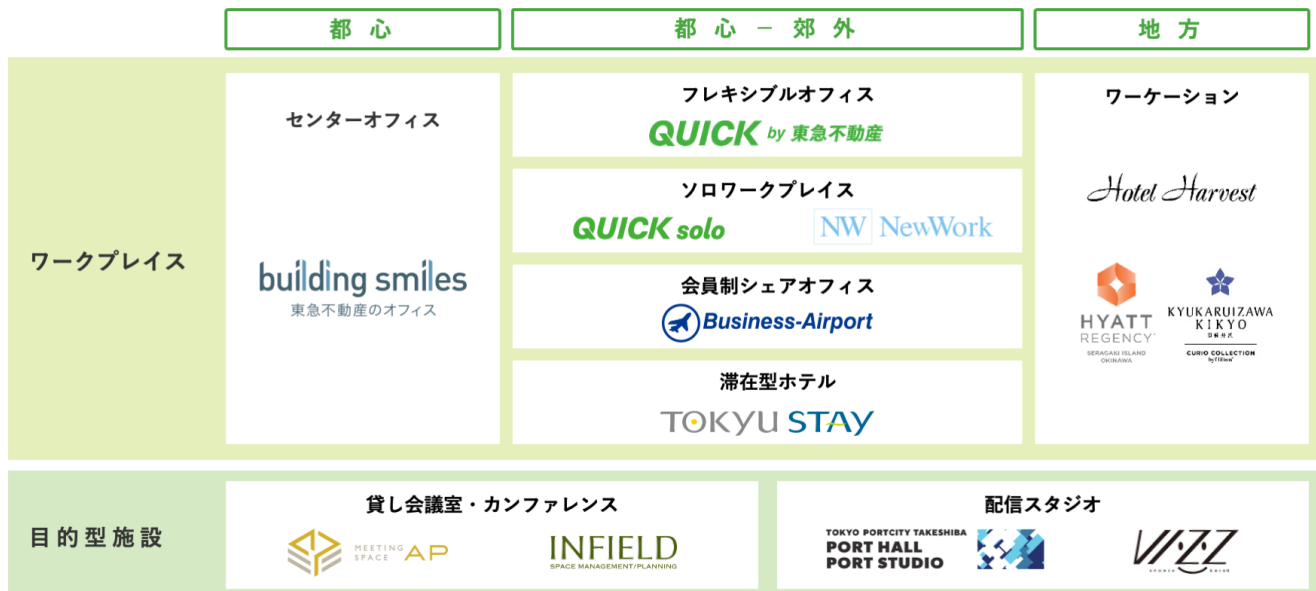 都心
都心－郊外
地方
ワークプレイス
センターオフィス
building smiles
東急不動産のオフィス
フレキシブルオフィス
QUICK by 東急不動産
ソロワークプレイス
QUICK solo
NW NewWork
会員制シェアオフィス
Business-Airport
滞在型ホテル
TOKYU STAY
ワーケーション
Hotel Harvest
HYATT
REGENCY
SERAGAKI ISLAND
OKINAWA
KYUKARUIZAWA
KIKYO
CURIO COLLECTION
by Hilton
目的型施設
貸し会議室・カンファレンス
MEETING
SPACE AP
INFIELD
SPACE MANAGEMENT/PLANNING
配信スタジオ
TOKYO PORTCITY TAKESHIBA
PORT HALL
PORT STUDIO
VIZZ